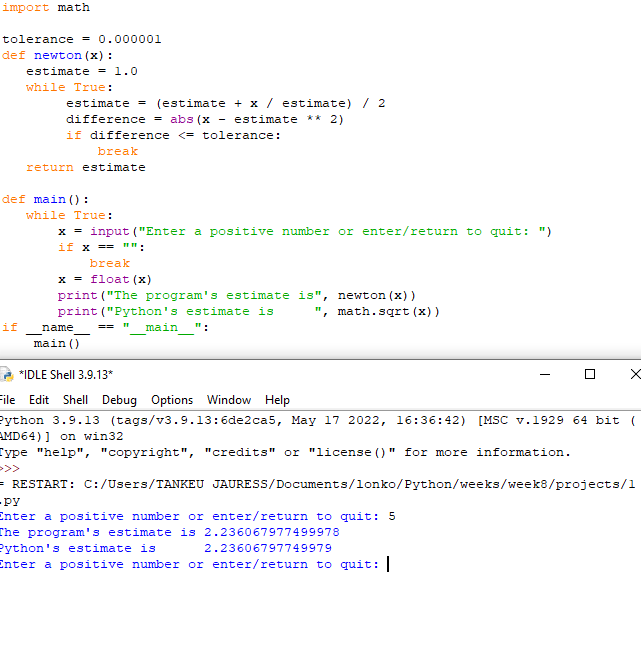 import math
tolerance = 0.000001
def newton(x):
estimate = 1.0
while True:
estimate = (estimate + x / estimate) / 2
difference = abs(x - estimate ** 2)
if difference <= tolerance:
break
return estimate
def main():
while True:
x = input("Enter a positive number or enter/return to quit: ")
if x == "":
break
x = float(x)
print("The program's estimate is", newton(x))
print("Python's estimate is     ", math.sqrt(x))
if __name__ == "__main__":
main()
*IDLE Shell 3.9.13*
File Edit Shell Debug Options Window Help
Python 3.9.13 (tags/v3.9.13:6de2ca5, May 17 2022, 16:36:42) [MSC v.1929 64 bit (
AMD64)] on win32
Type "help", "copyright", "credits" or "license()" for more information.
>>>
= RESTART: C:/Users/TANKEU JAURESS/Documents/lonko/Python/weeks/week8/projects/1
.py
Enter a positive number or enter/return to quit: 5
The program's estimate is 2.236067977499978
Python's estimate is      2.23606797749979
Enter a positive number or enter/return to quit: